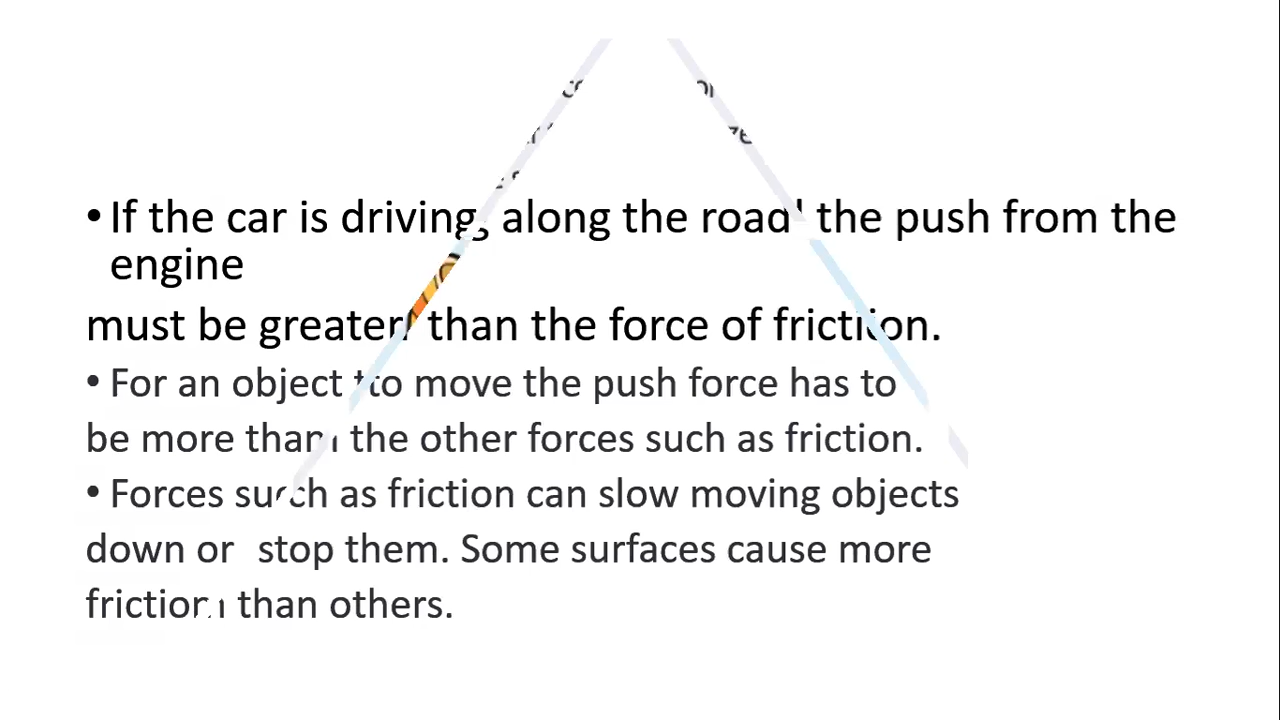 • If the car is driving along the road the push from the
engine
must be greater than the force of friction.
• For an object to move the push force has to
be more than the other forces such as friction.
• Forces such as friction can slow moving objects
down or stop them. Some surfaces cause more
friction than others.